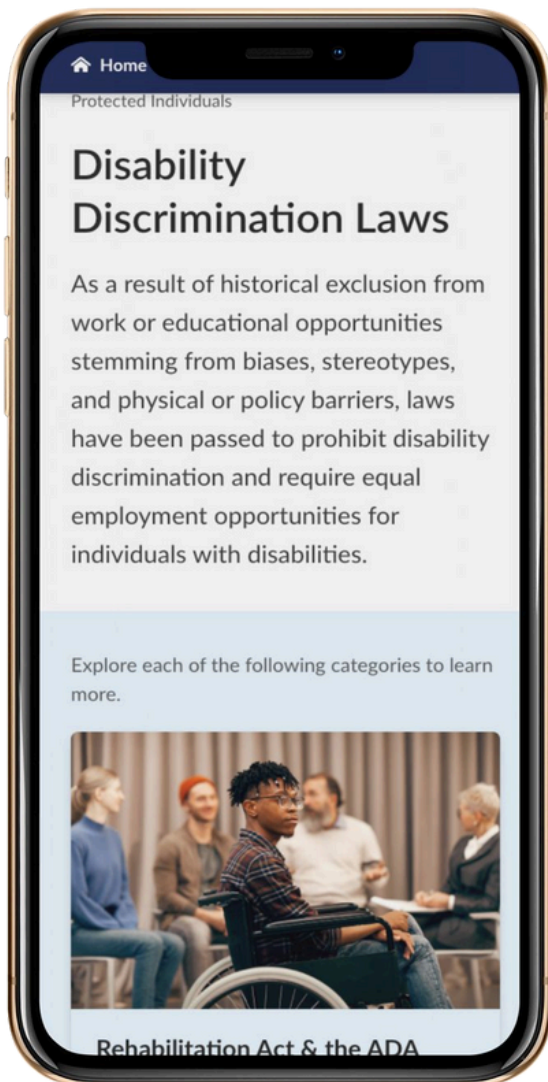 Home
Protected Individuals
Disability
Discrimination Laws
As a result of historical exclusion from
work or educational opportunities
stemming from biases, stereotypes,
and physical or policy barriers, laws
have been passed to prohibit disability
discrimination and require equal
employment opportunities for
individuals with disabilities.
Explore each of the following categories to learn
more.
Rehabilitation Act & the ADA